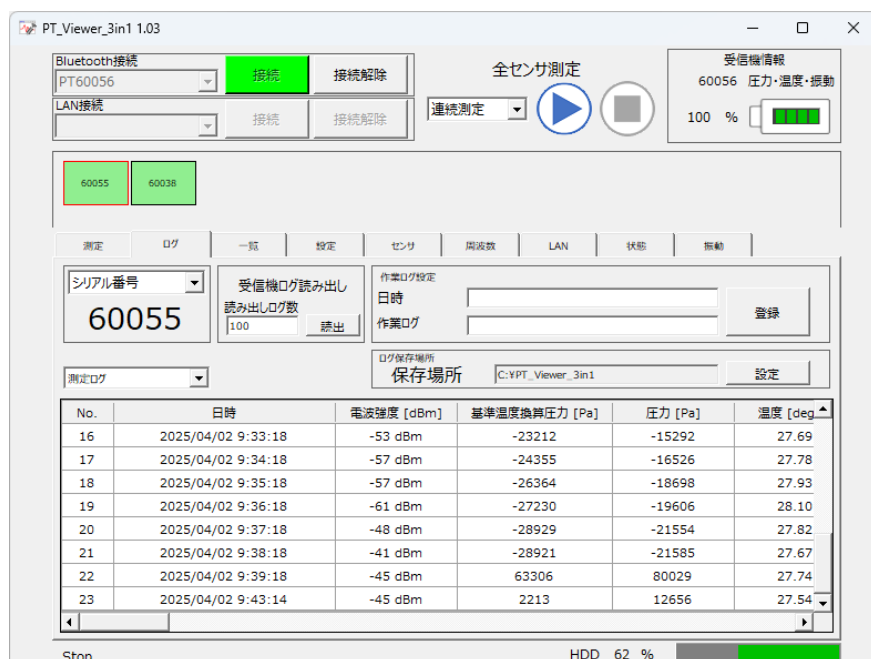 PT_Viewer_3in1 1.03
Bluetooth接続
PT60056
接続
接続解除
LAN接続
接続
接続解除
全センサ測定
連続測定
受信機情報
60056 圧力・温度・振動
100 %
60055
60038
測定 ログ 一覧 設定 センサ 周波数 LAN 状態 振動
シリアル番号
60055
受信機ログ読み出し
読み出しログ数
100
読出
作業ログ設定
日時
作業ログ
登録
測定ログ
ログ保存場所
保存場所 C:¥PT_Viewer_3in1 設定
No. 日時 電波強度 [dBm] 基準温度換算圧力 [Pa] 圧力 [Pa] 温度 [deg
16 2025/04/02 9:33:18 -53 dBm -23212 -15292 27.69
17 2025/04/02 9:34:18 -57 dBm -24355 -16526 27.78
18 2025/04/02 9:35:18 -57 dBm -26364 -18698 27.93
19 2025/04/02 9:36:18 -61 dBm -27230 -19606 28.10
20 2025/04/02 9:37:18 -48 dBm -28929 -21554 27.82
21 2025/04/02 9:38:18 -41 dBm -28921 -21585 27.67
22 2025/04/02 9:39:18 -45 dBm 63306 80029 27.74
23 2025/04/02 9:43:14 -45 dBm 2213 12656 27.54
Stop HDD 62 %